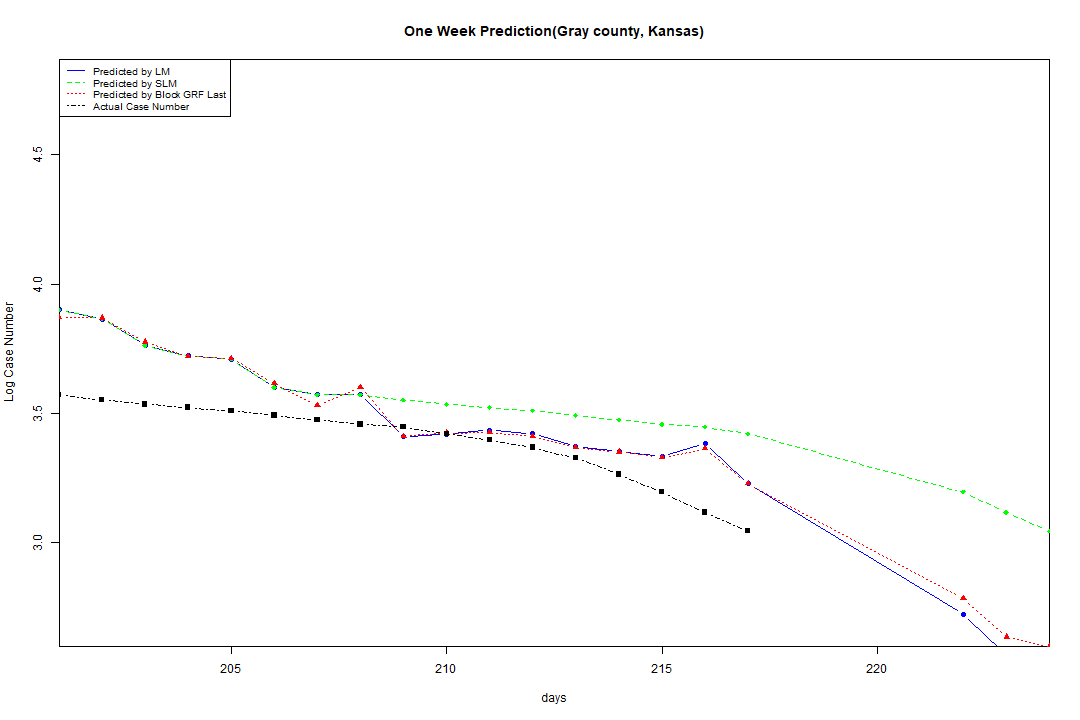 One Week Prediction(Gray county, Kansas)
Predicted by LM
Predicted by SLM
Predicted by Block GRF Last
Actual Case Number
4.5
4.0
3.5
3.0
Log Case Number
205 210 215 220
days